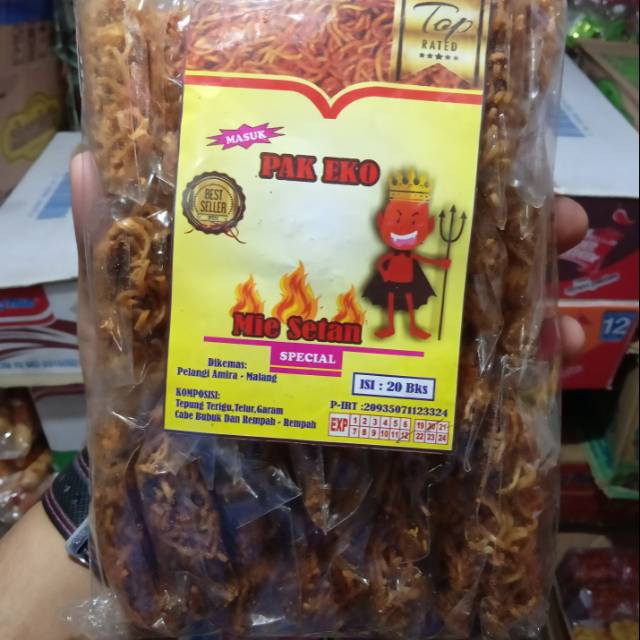 Top
RATED
MASUK
PAK EKO
BEST
SELLER
Mie Setan
SPECIAL
Dikemas:
Pelangi Amira - Malang
ISI : 20 Bks
KOMPOSISI:
Tepung Terigu,Telur,Garam
Cabe Bubuk Dan Rempah - Rempah
P-IRT :20935071123324
EXP
1 2 3 4 5 6 19 20 21
7 8 9 10 11 12 22 23 24
12